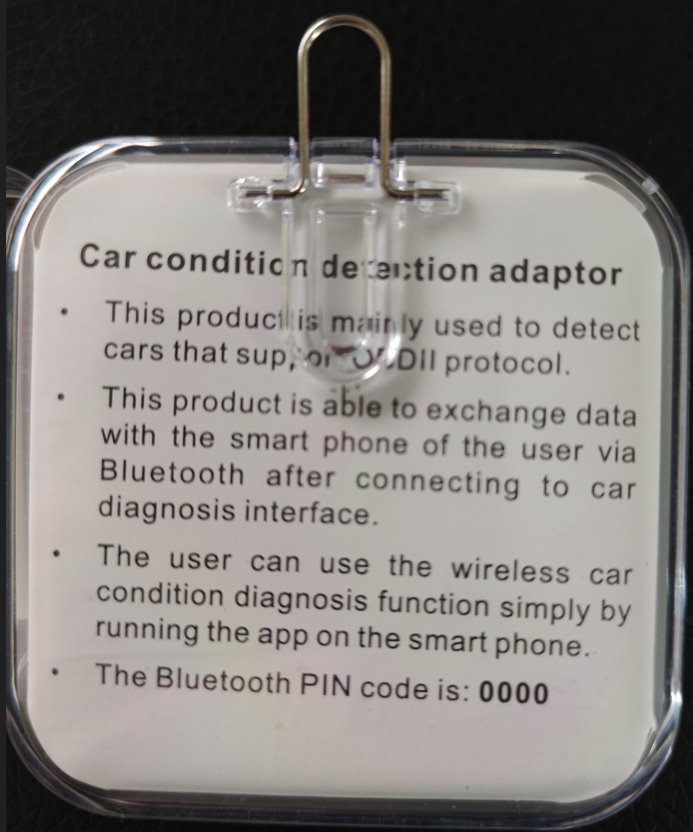 Car condition detection adaptor
• This product is mainly used to detect
cars that support OBDII protocol.
• This product is able to exchange data
with the smart phone of the user via
Bluetooth after connecting to car
diagnosis interface.
• The user can use the wireless car
condition diagnosis function simply by
running the app on the smart phone.
• The Bluetooth PIN code is: 0000